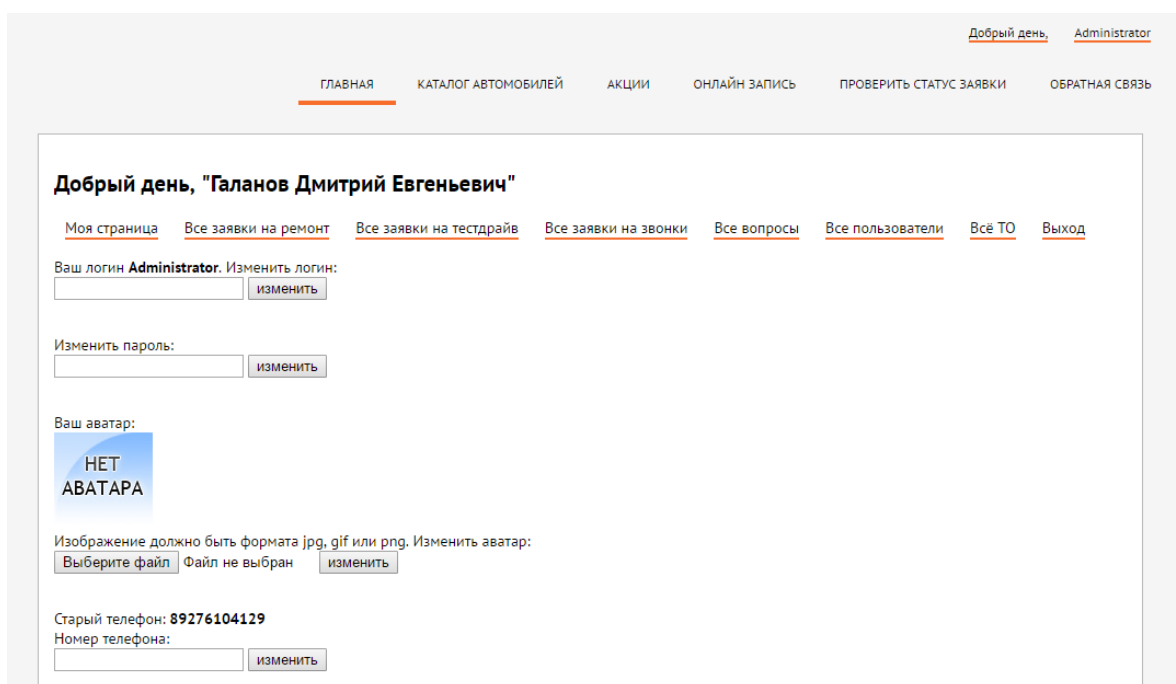 Добрый день, Administrator
ГЛАВНАЯ КАТАЛОГ АВТОМОБИЛЕЙ АКЦИИ ОНЛАЙН ЗАПИСЬ ПРОВЕРИТЬ СТАТУС ЗАЯВКИ ОБРАТНАЯ СВЯЗЬ
Добрый день, "Галанов Дмитрий Евгеньевич"
Моя страница Все заявки на ремонт Все заявки на тестдрайв Все заявки на звонки Все вопросы Все пользователи Всё ТО Выход
Ваш логин Administrator. Изменить логин:
изменить
Изменить пароль:
изменить
Ваш аватар:
НЕТ
АВАТАРА
Изображение должно быть формата jpg, gif или png. Изменить аватар:
Выберите файл Файл не выбран изменить
Старый телефон: 89276104129
Номер телефона:
изменить